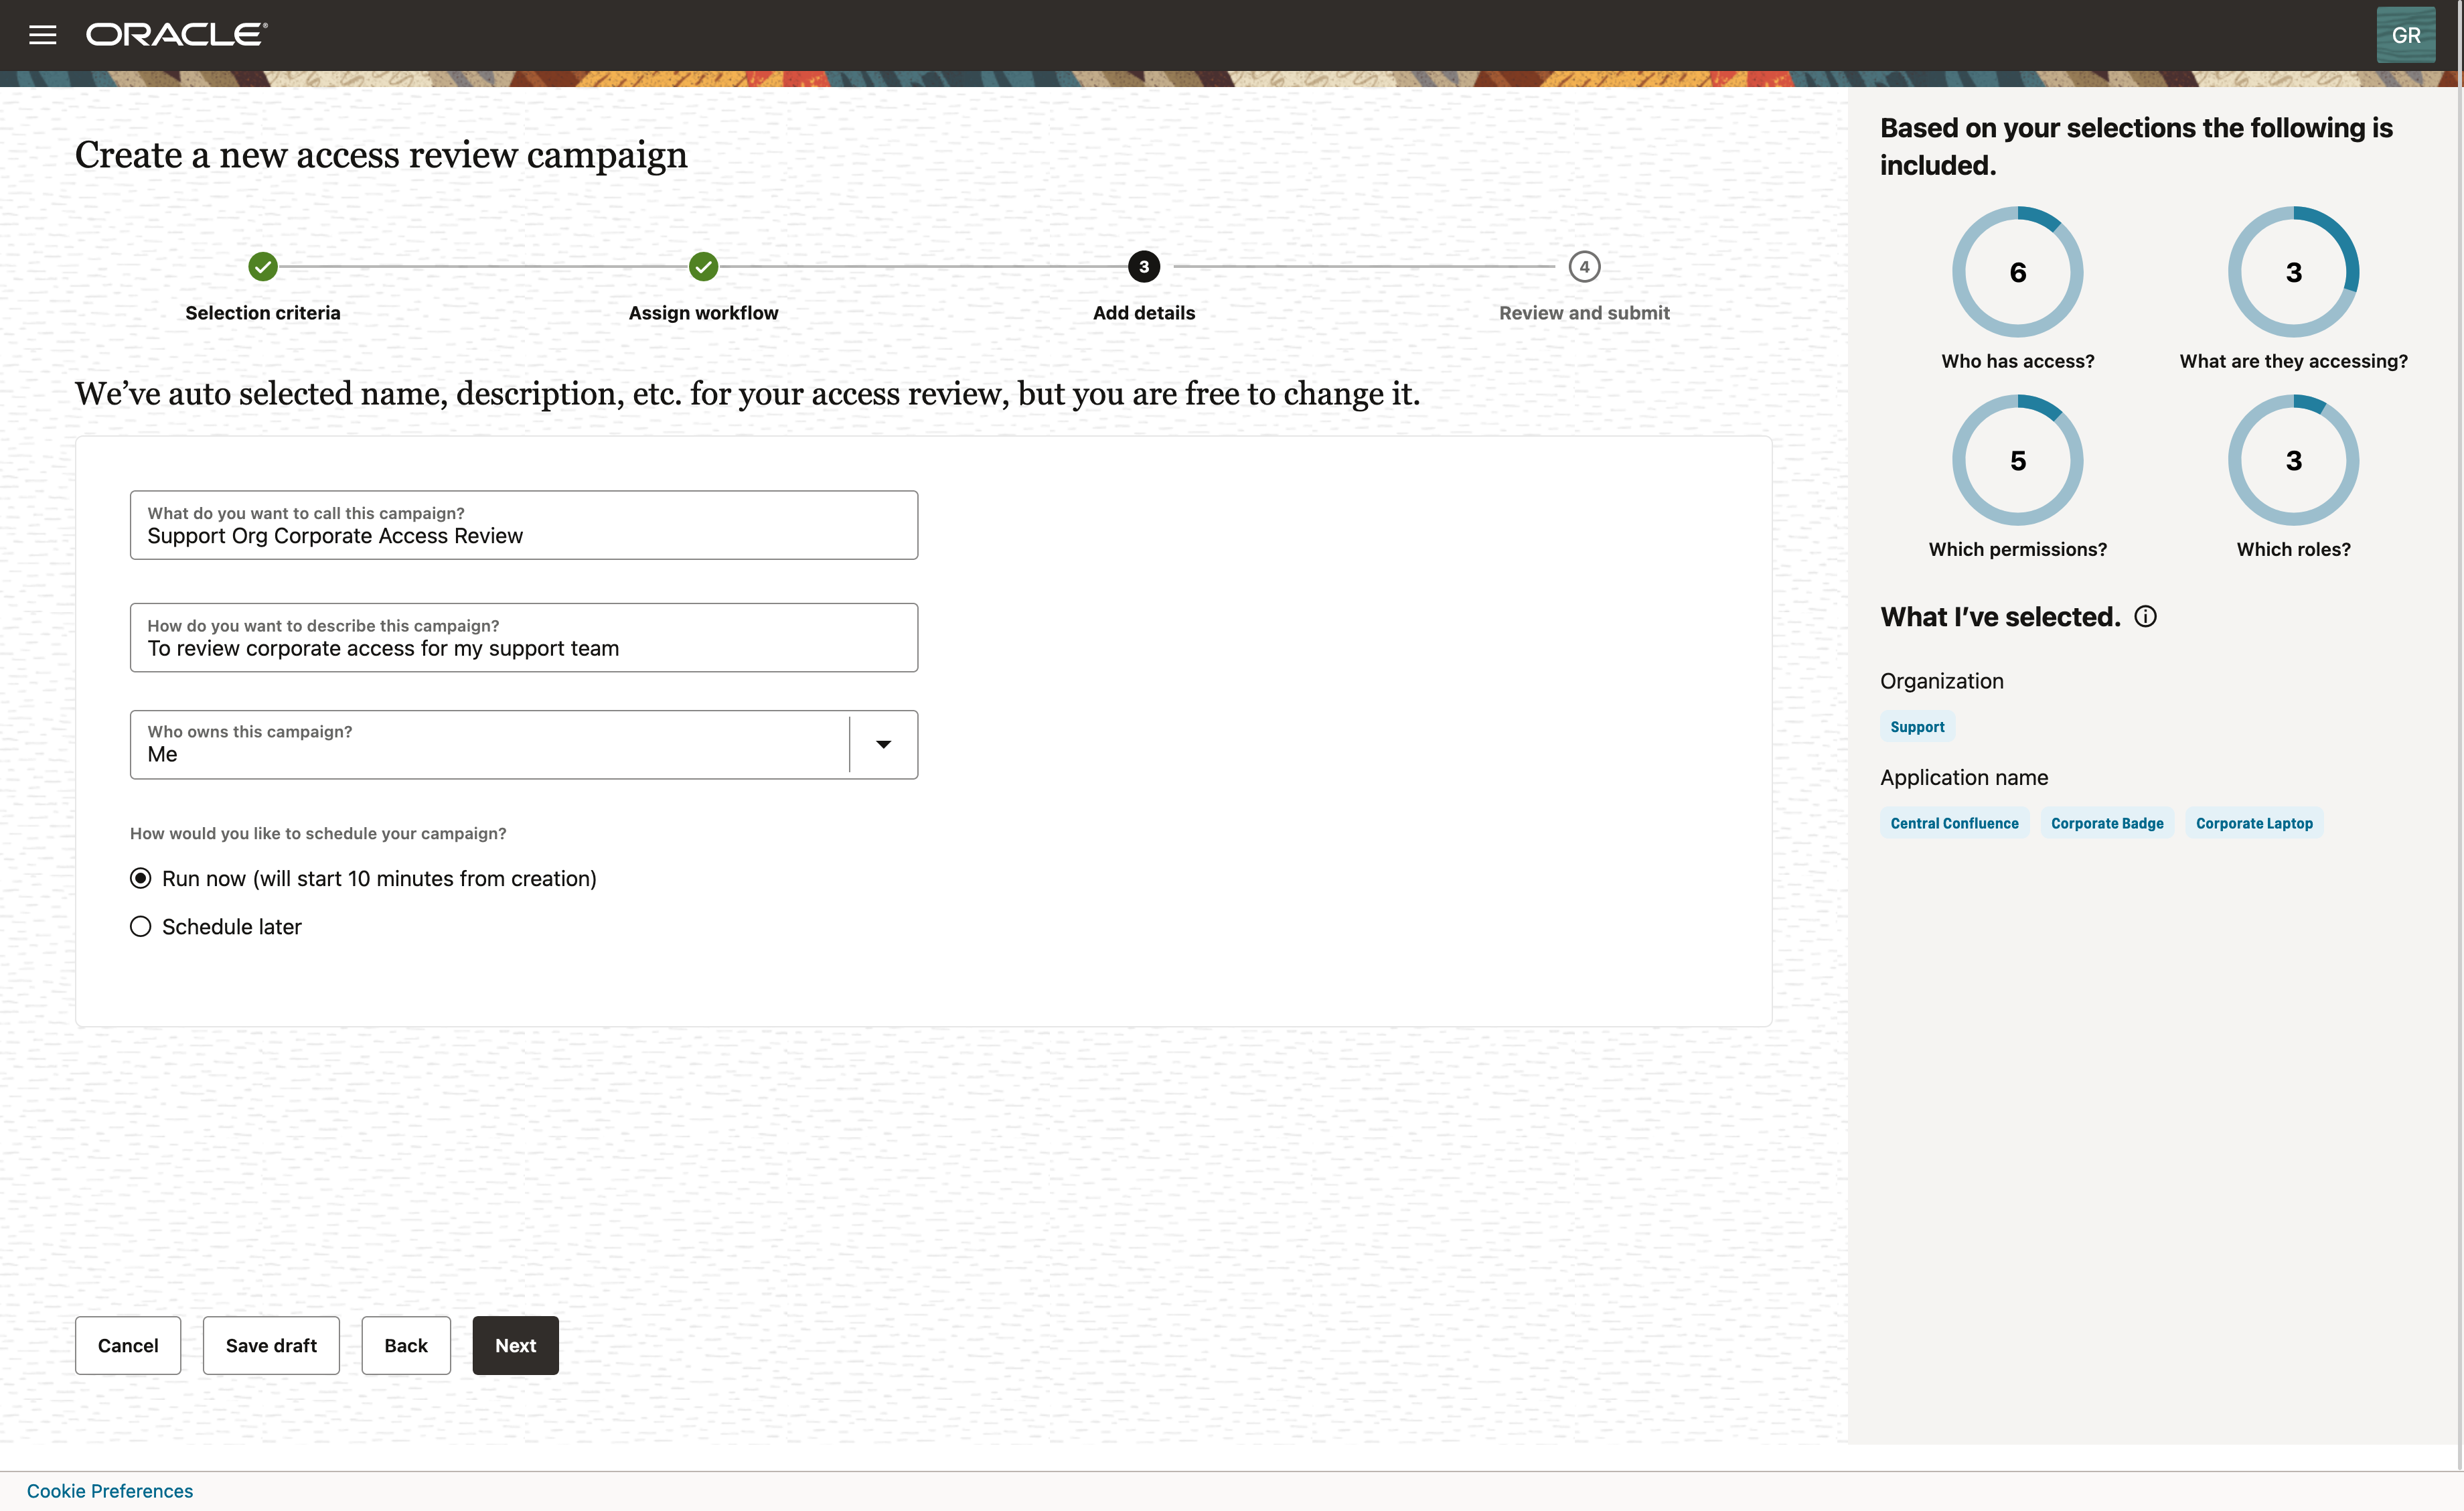 ORACLE
GR
Create a new access review campaign
Selection criteria
Assign workflow
3
Add details
4
Review and submit
We’ve auto selected name, description, etc. for your access review, but you are free to change it.
What do you want to call this campaign?
Support Org Corporate Access Review
How do you want to describe this campaign?
To review corporate access for my support team
Who owns this campaign?
Me
How would you like to schedule your campaign?
Run now (will start 10 minutes from creation)
Schedule later
Cancel
Save draft
Back
Next
Based on your selections the following is
included.
6
Who has access?
3
What are they accessing?
5
Which permissions?
3
Which roles?
What I’ve selected.
Organization
Support
Application name
Central Confluence
Corporate Badge
Corporate Laptop
Cookie Preferences